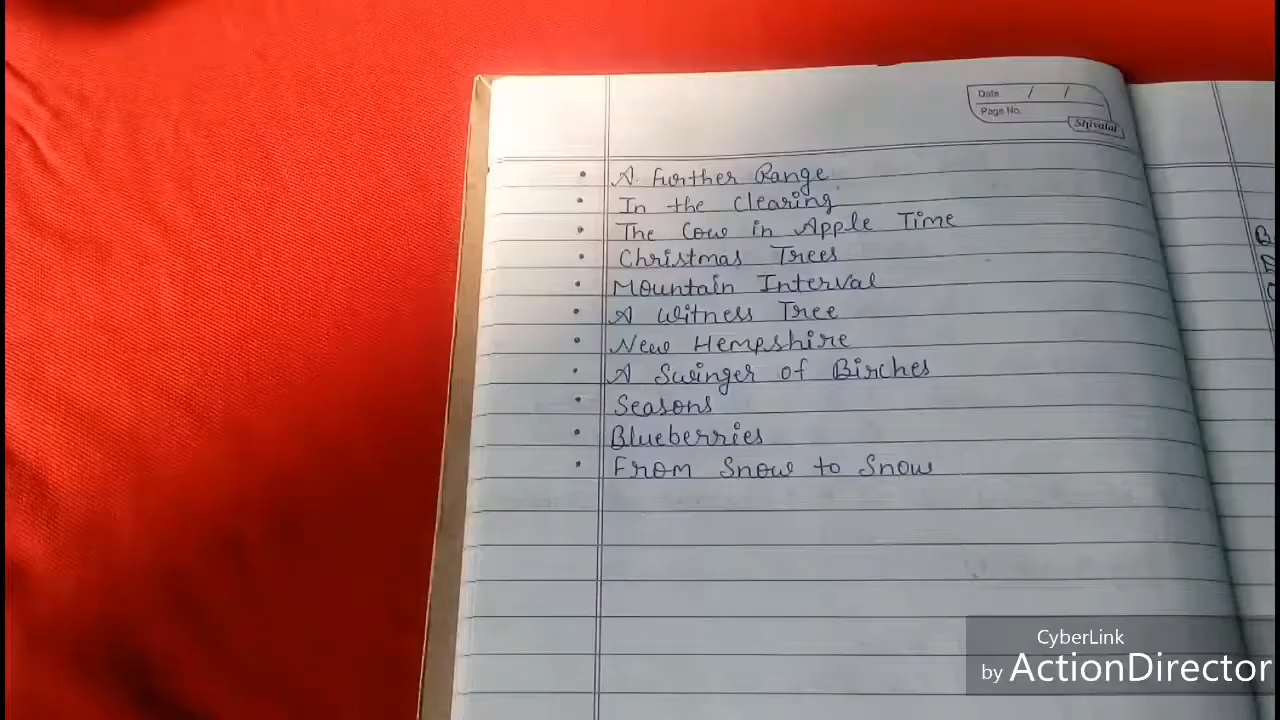 Date / /
Page No.
Shivalal
• A Further Range
• In the Clearing
• The Cow in Apple Time
• Christmas Trees
• Mountain Interval
• A Witness Tree
• New Hempshire
• A Swinger of Birches
• Seasons
• Blueberries
• From Snow to Snow
CyberLink
by ActionDirector